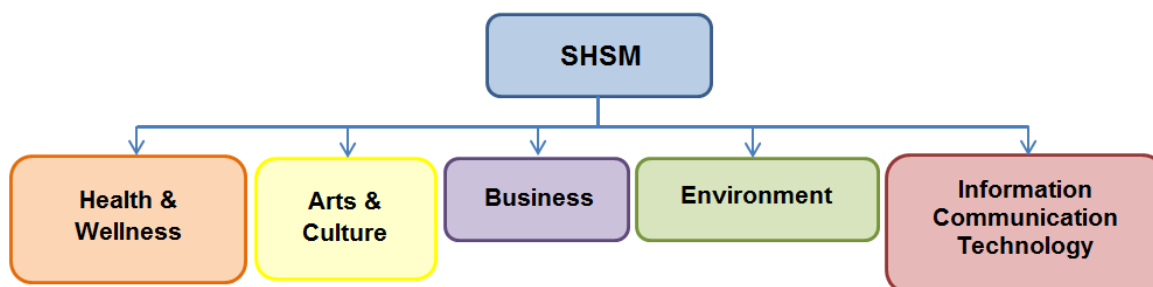 SHSM
Health &
Wellness
Arts &
Culture
Business
Environment
Information
Communication
Technology